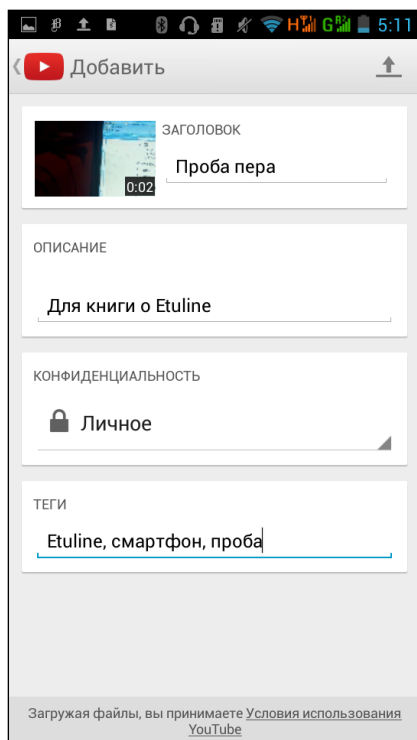 5:11
Добавить
ЗАГОЛОВОК
Проба пера
0:02
ОПИСАНИЕ
Для книги о Etuline
КОНФИДЕНЦИАЛЬНОСТЬ
Личное
ТЕГИ
Etuline, смартфон, проба
Загружая файлы, вы принимаете Условия использования
YouTube